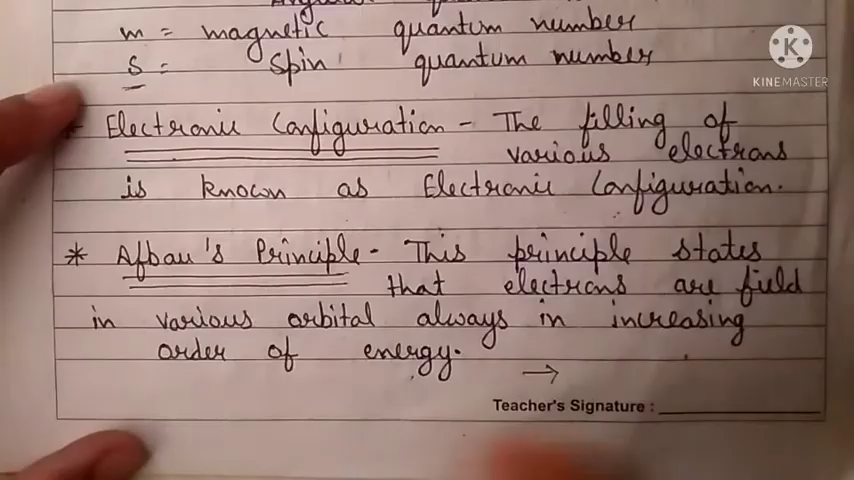 m = magnetic quantum number
s = spin quantum number
K
KINEMASTER
* Electronic Configuration - The filling of
various electrons
is known as Electronic Configuration.
* Afbau's Principle - This principle states
that electrons are field
in various orbital always in increasing
order of energy.
→
Teacher's Signature :